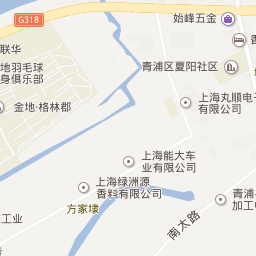 G318
始峰五金
联华
地羽毛球
身俱乐部
青浦区夏阳社区
金地·格林郡
上海丸顺电子
有限公司
上海能大车
业有限公司
上海绿洲源
香料有限公司
方家埭
青浦
加工中
工业
南太路